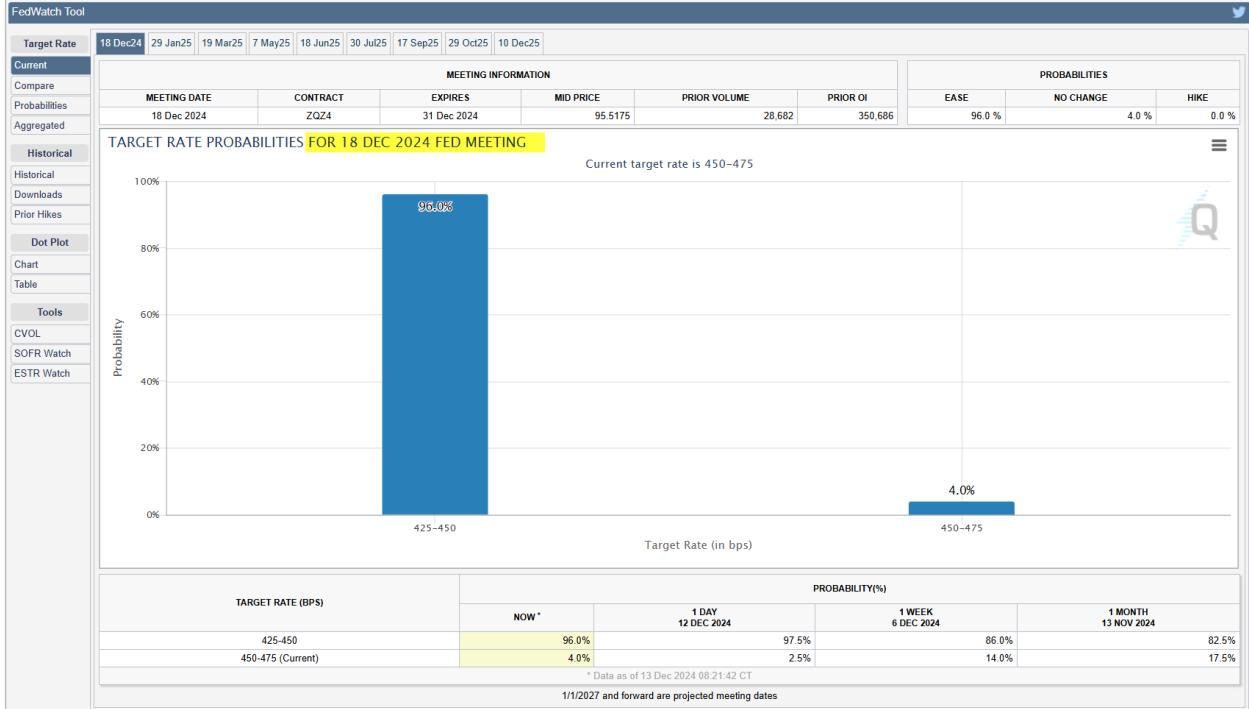 FedWatch Tool
Target Rate
Current
Compare
Probabilities
Aggregated
Historical
Historical
Downloads
Prior Hikes
Dot Plot
Chart
Table
Tools
CVOL
SOFR Watch
ESTR Watch
18 Dec24 29 Jan25 19 Mar25 7 May25 18 Jun25 30 Jul25 17 Sep25 29 Oct25 10 Dec25
MEETING INFORMATION PROBABILITIES
MEETING DATE CONTRACT EXPIRES MID PRICE PRIOR VOLUME PRIOR OI EASE NO CHANGE HIKE
18 Dec 2024 ZQZ4 31 Dec 2024 95.5175 28,682 350,686 96.0 % 4.0 % 0.0 %
TARGET RATE PROBABILITIES FOR 18 DEC 2024 FED MEETING
Current target rate is 450-475
Q
Probability
100%
80%
60%
40%
20%
0%
96.0%
4.0%
425-450 450-475
Target Rate (in bps)
TARGET RATE (BPS) PROBABILITY(%)
NOW * 1 DAY 1 WEEK 1 MONTH
12 DEC 2024 6 DEC 2024 13 NOV 2024
425-450 96.0% 97.5% 86.0% 82.5%
450-475 (Current) 4.0% 2.5% 14.0% 17.5%
* Data as of 13 Dec 2024 08:21:42 CT
1/1/2027 and forward are projected meeting dates